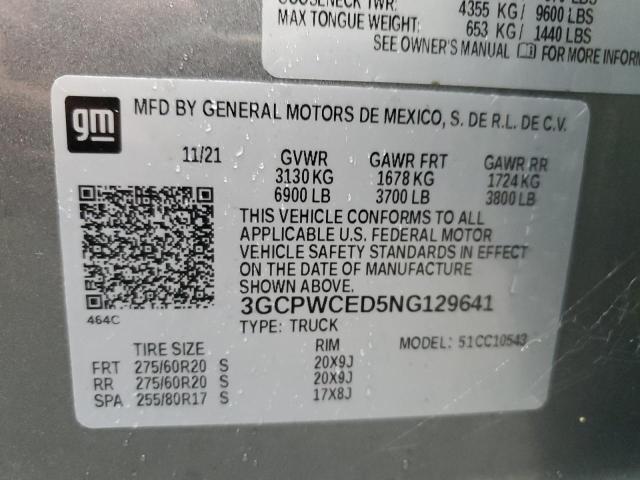 GOOSENECK TWR:
4355 KG / 9600 LBS
MAX TONGUE WEIGHT: 653 KG / 1440 LBS
SEE OWNER'S MANUAL FOR MORE INFORM
gm
MFD BY GENERAL MOTORS DE MEXICO, S. DE R.L. DE C.V.
11/21 GVWR GAWR FRT GAWR RR
3130 KG 1678 KG 1724 KG
6900 LB 3700 LB 3800 LB
THIS VEHICLE CONFORMS TO ALL
APPLICABLE U.S. FEDERAL MOTOR
VEHICLE SAFETY STANDARDS IN EFFECT
ON THE DATE OF MANUFACTURE
SHOWN ABOVE.
3GCPWCED5NG129641
464C
TYPE: TRUCK
MODEL: 51CC10543
TIRE SIZE RIM
FRT 275/60R20 S 20X9J
RR 275/60R20 S 20X9J
SPA 255/80R17 S 17X8J